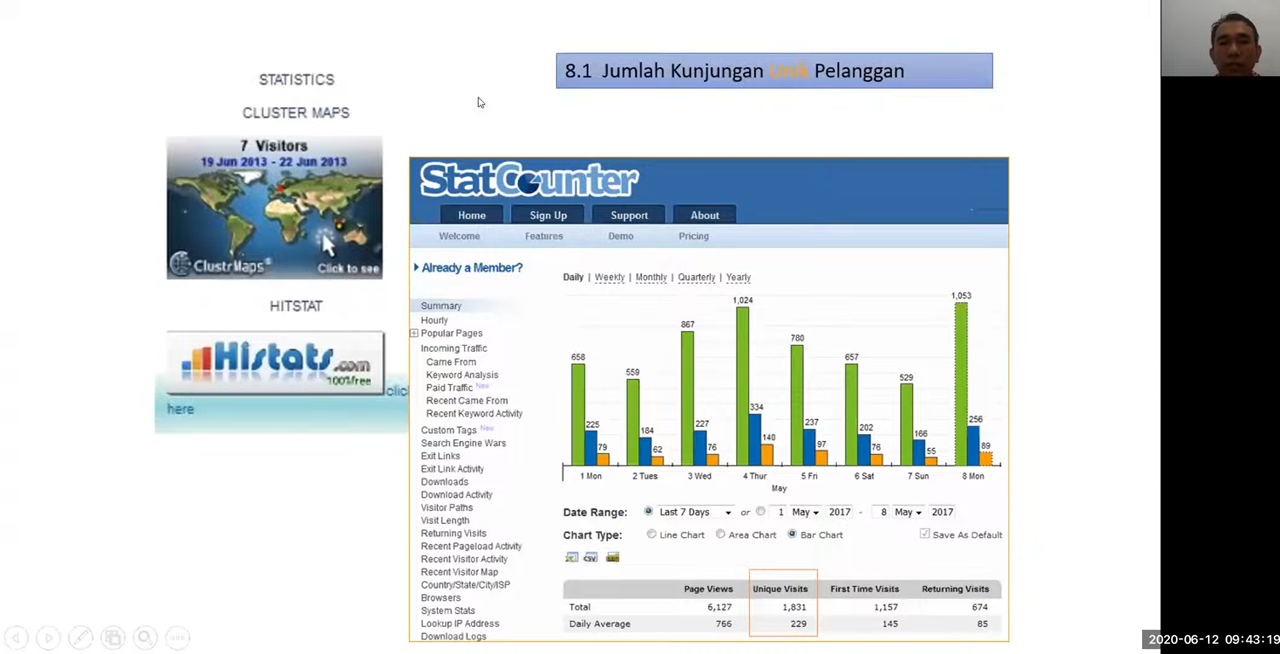 8.1 Jumlah Kunjungan Unik Pelanggan
STATISTICS
CLUSTER MAPS
7 Visitors
19 Jun 2013 - 22 Jun 2013
ClustrMaps
Click to see
HITSTAT
Histats.com
100%free
click
here
StatCounter
Home Sign Up Support About
Welcome Features Demo Pricing
Already a Member?
Summary
Hourly
Popular Pages
Incoming Traffic
Came From
Keyword Analysis
Paid Traffic New
Recent Came From
Recent Keyword Activity
Custom Tags New
Search Engine Wars
Exit Links
Exit Link Activity
Downloads
Download Activity
Visitor Paths
Visit Length
Returning Visits
Recent Pageload Activity
Recent Visitor Activity
Recent Visitor Map
Country/State/City/ISP
Browsers
System Stats
Lookup IP Address
Download Logs
Daily | Weekly | Monthly | Quarterly | Yearly
658 225 79
559 184 62
867 227 76
1,024 334 140
780 237 97
657 202 76
529 166 55
1,053 256 89
1 Mon 2 Tues 3 Wed 4 Thur 5 Fri 6 Sat 7 Sun 8 Mon
May
Date Range: Last 7 Days or 1 May 2017 - 8 May 2017
Chart Type: Line Chart Area Chart Bar Chart Save As Default
CSV
Page Views Unique Visits First Time Visits Returning Visits
Total 6,127 1,831 1,157 674
Daily Average 766 229 145 85
2020-06-12 09:43:19